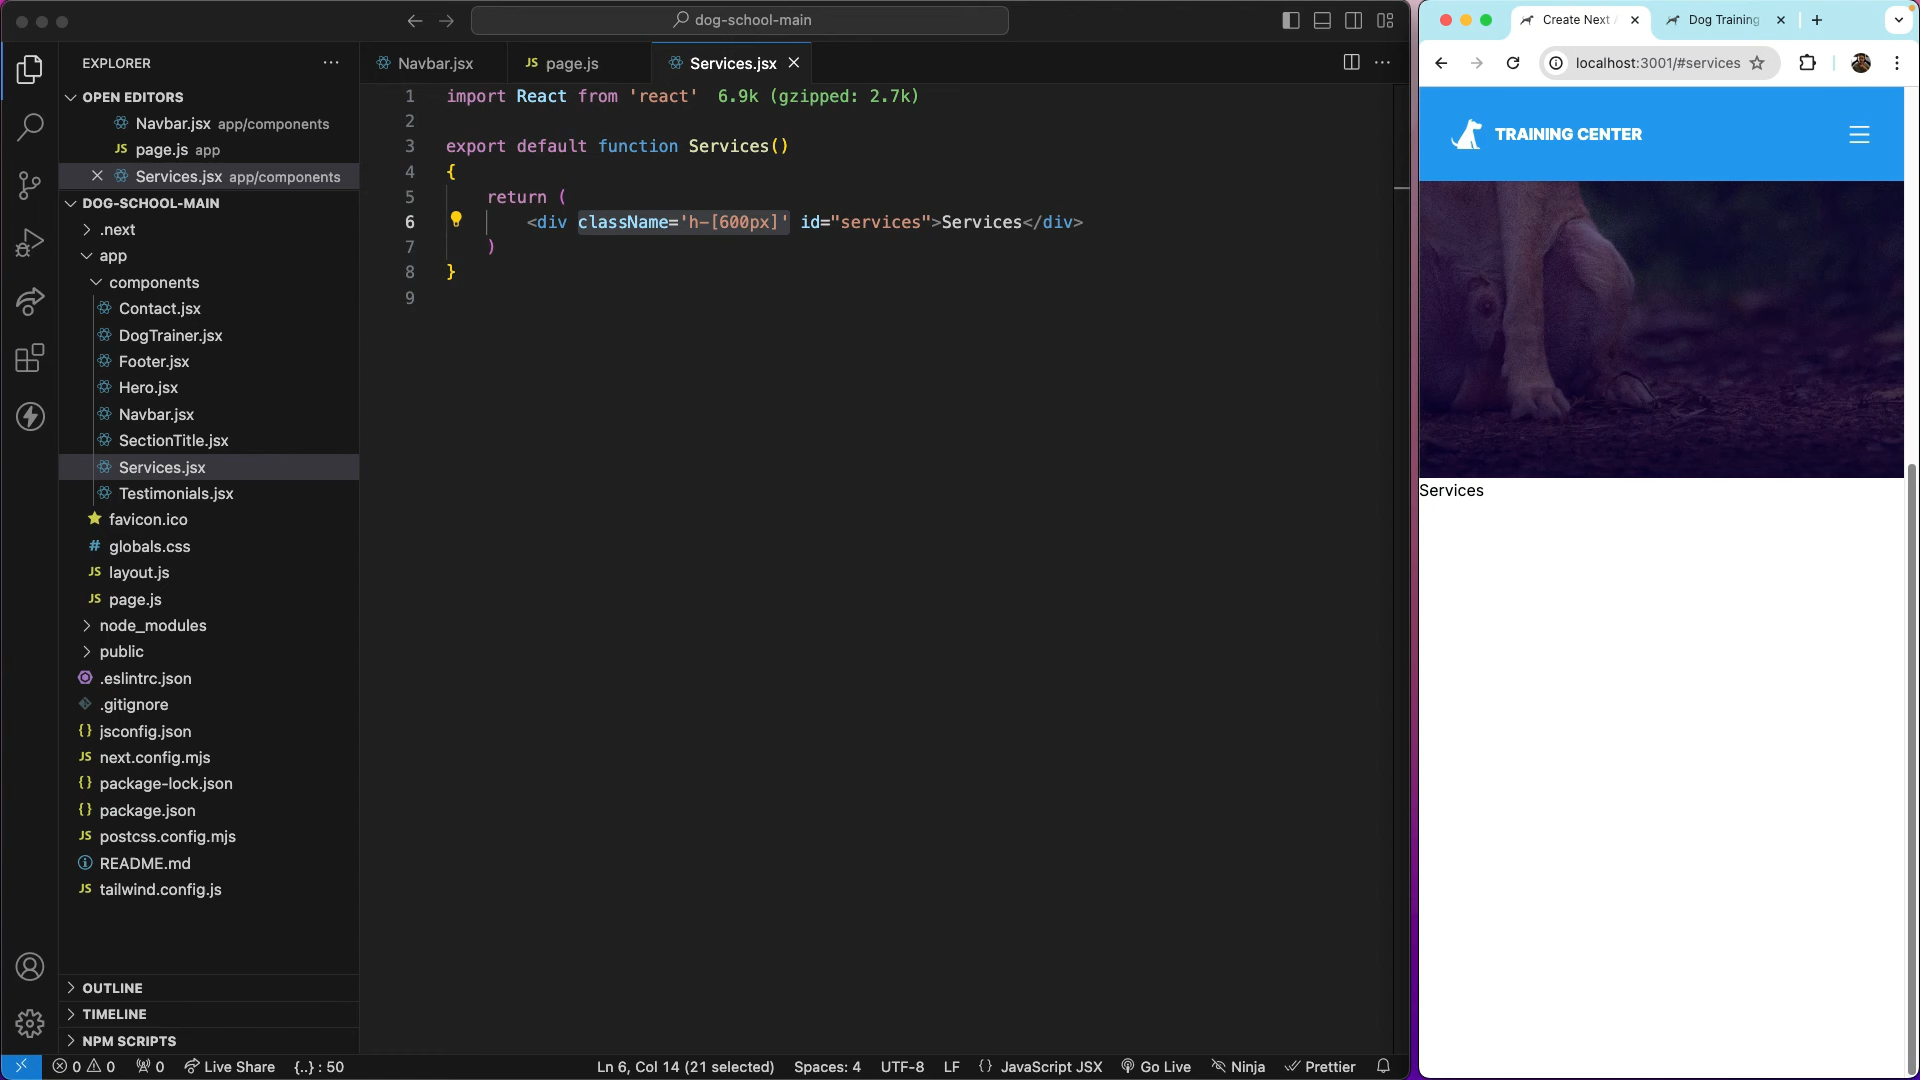 dog-school-main
EXPLORER
OPEN EDITORS
Navbar.jsx app/components
page.js app
Services.jsx app/components
DOG-SCHOOL-MAIN
.next
app
components
Contact.jsx
DogTrainer.jsx
Footer.jsx
Hero.jsx
Navbar.jsx
SectionTitle.jsx
Services.jsx
Testimonials.jsx
favicon.ico
globals.css
layout.js
page.js
node_modules
public
.eslintrc.json
.gitignore
jsconfig.json
next.config.mjs
package-lock.json
package.json
postcss.config.mjs
README.md
tailwind.config.js
OUTLINE
TIMELINE
NPM SCRIPTS
Navbar.jsx
JS page.js
Services.jsx
1 import React from 'react' 6.9k (gzipped: 2.7k)
2
3 export default function Services()
4 {
5 return (
6 <div className='h-[600px]' id="services">Services</div>
7 )
8 }
9
0 0 0 Live Share {..} : 50
Ln 6, Col 14 (21 selected) Spaces: 4 UTF-8 LF {} JavaScript JSX Go Live Ninja Prettier
Create Next Dog Training
localhost:3001/#services
TRAINING CENTER
Services